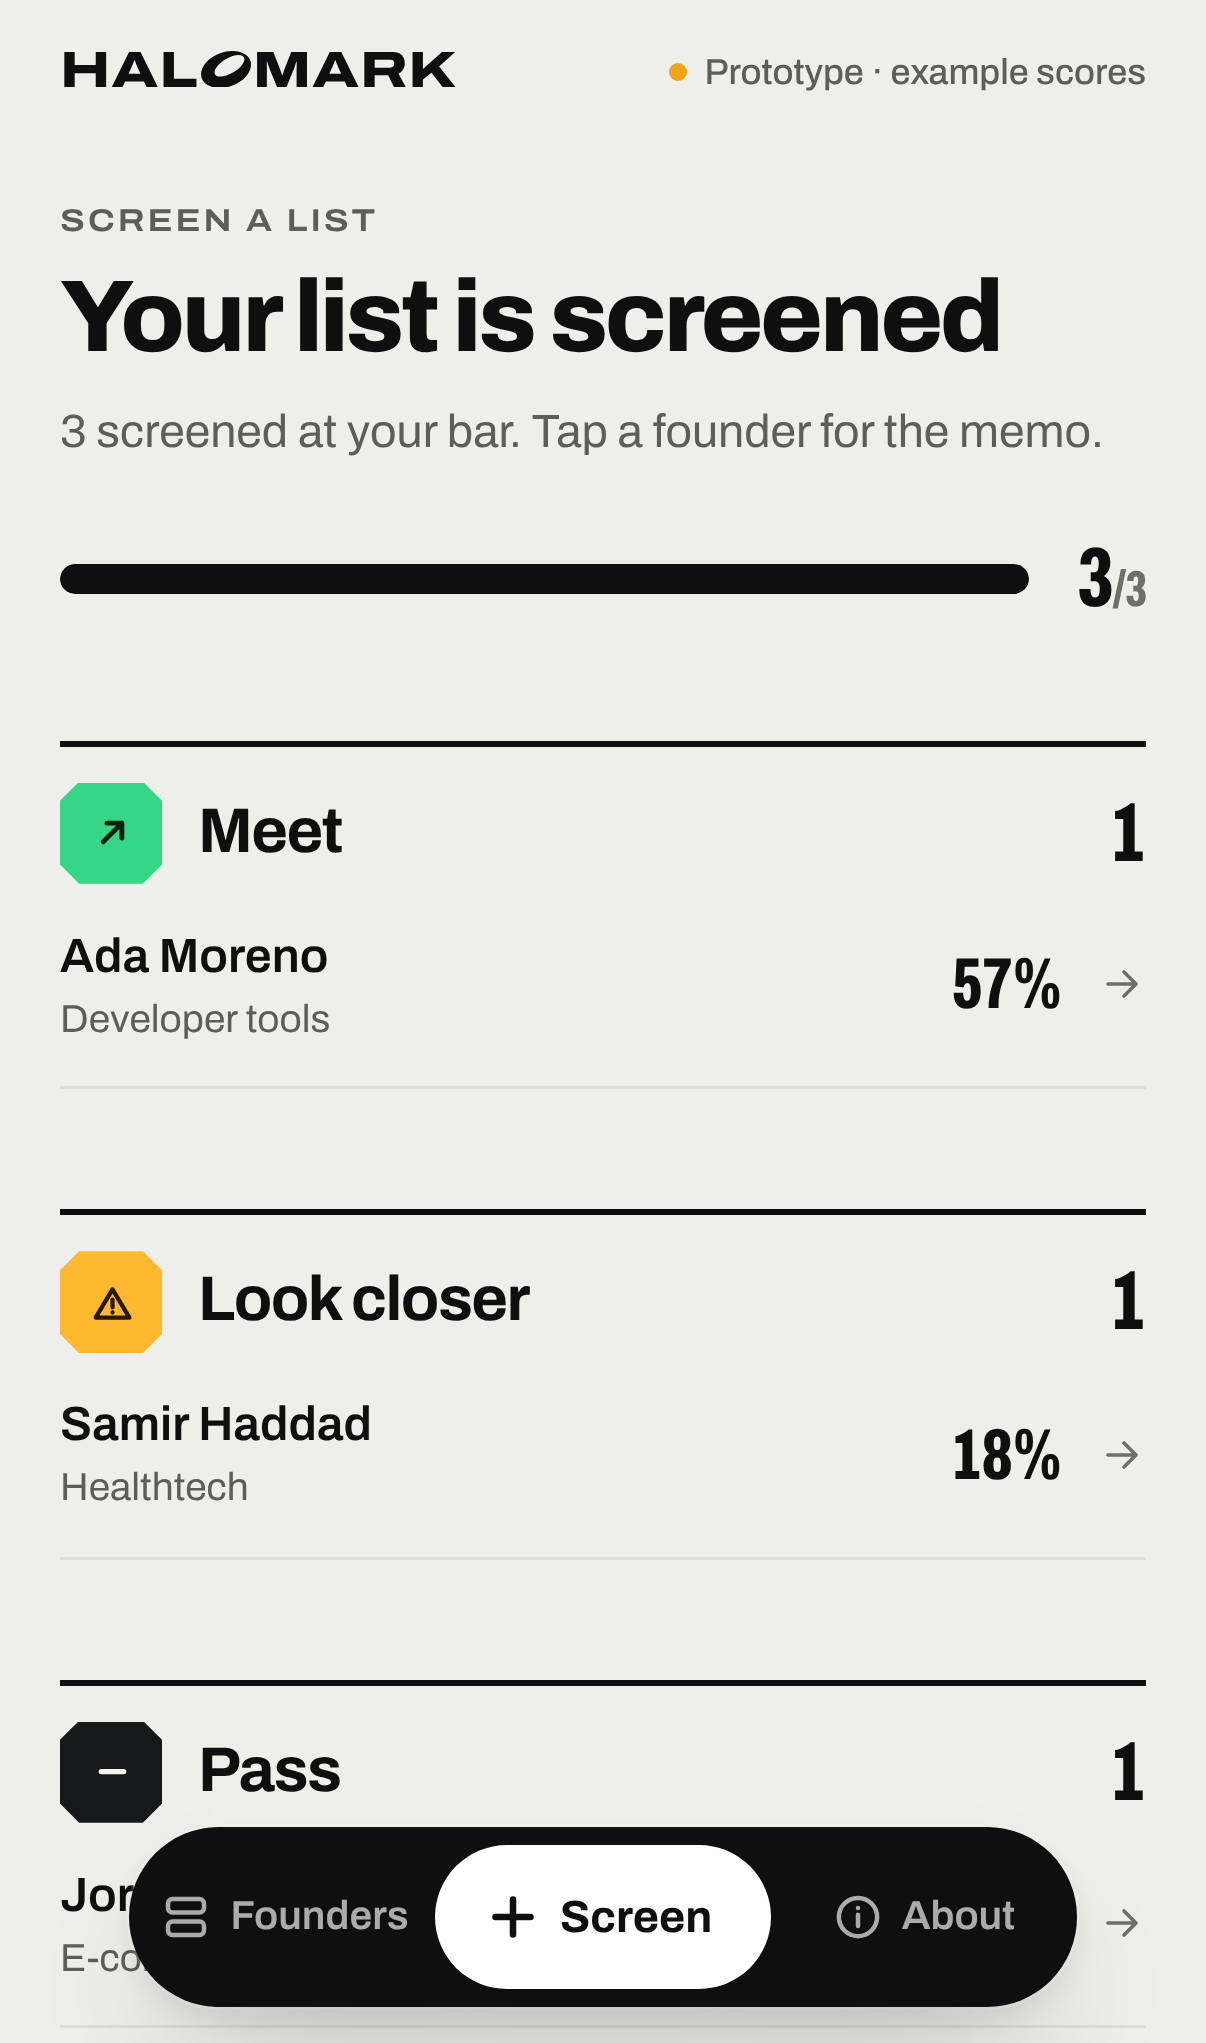 HALOMARK
Prototype · example scores
SCREEN A LIST
Your list is screened
3 screened at your bar. Tap a founder for the memo.
3/3
Meet 1
Ada Moreno
Developer tools
57%
Look closer 1
Samir Haddad
Healthtech
18%
Pass 1
Founders
Screen
About